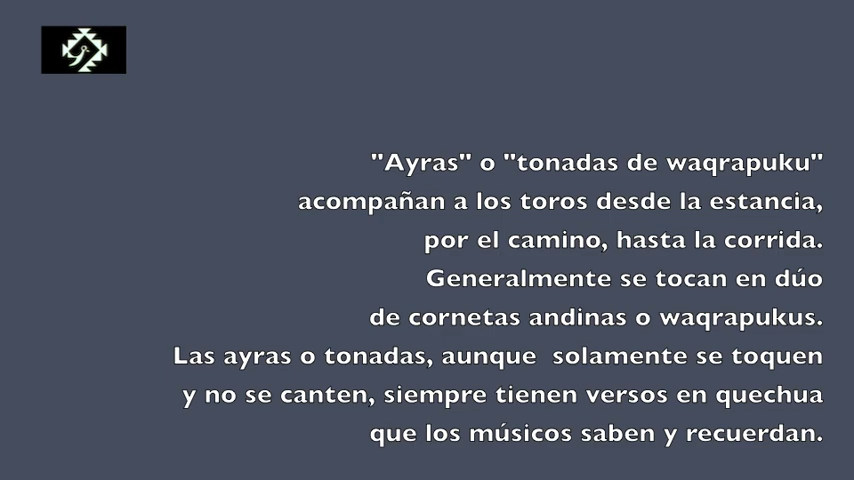 "Ayras" o "tonadas de waqrapuku"
acompañan a los toros desde la estancia,
por el camino, hasta la corrida.
Generalmente se tocan en dúo
de cornetas andinas o waqrapukus.
Las ayras o tonadas, aunque  solamente se toquen
y no se canten, siempre tienen versos en quechua
que los músicos saben y recuerdan.